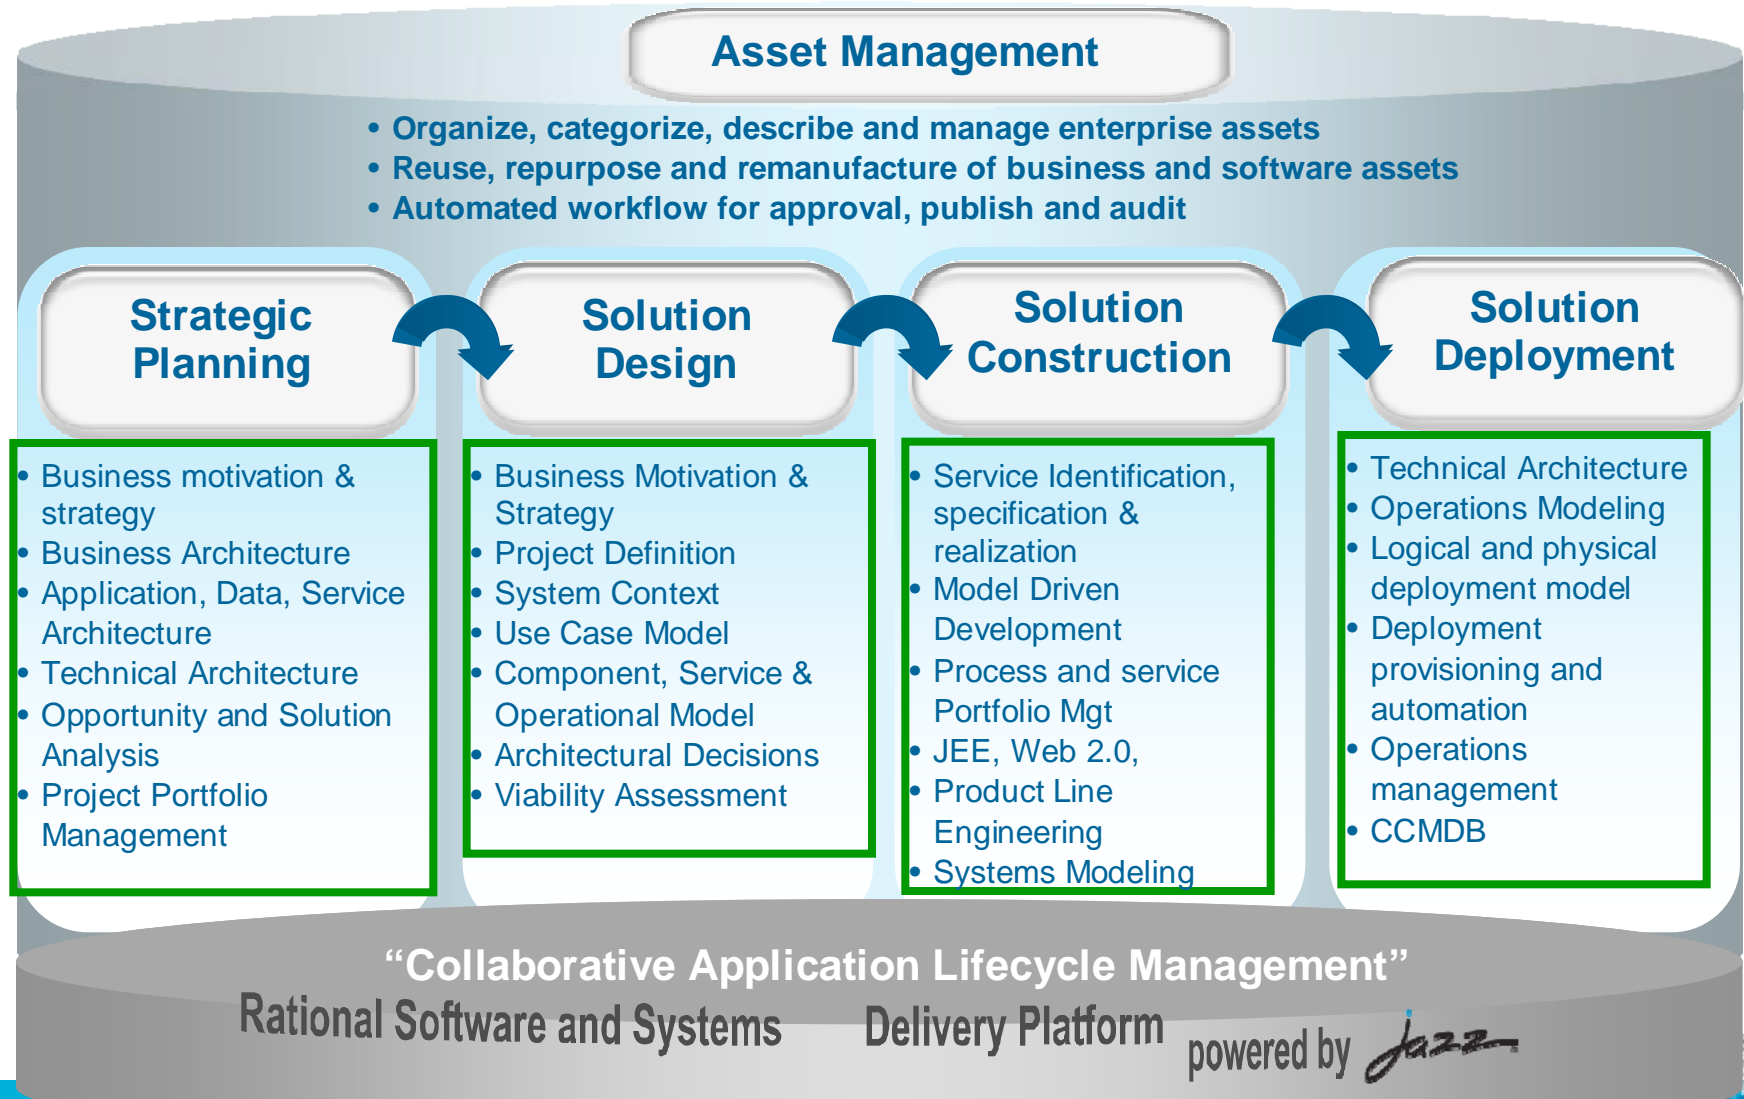 Asset Management
• Organize, categorize, describe and manage enterprise assets
• Reuse, repurpose and remanufacture of business and software assets
• Automated workflow for approval, publish and audit
Strategic
Planning
• Business motivation &
strategy
• Business Architecture
• Application, Data, Service
Architecture
• Technical Architecture
• Opportunity and Solution
Analysis
• Project Portfolio
Management
Solution
Design
• Business Motivation &
Strategy
• Project Definition
• System Context
• Use Case Model
• Component, Service &
Operational Model
• Architectural Decisions
• Viability Assessment
Solution
Construction
• Service Identification,
specification &
realization
• Model Driven
Development
• Process and service
Portfolio Mgt
• JEE, Web 2.0,
• Product Line
Engineering
• Systems Modeling
Solution
Deployment
• Technical Architecture
• Operations Modeling
• Logical and physical
deployment model
• Deployment
provisioning and
automation
• Operations
management
• CCMDB
“Collaborative Application Lifecycle Management”
Rational Software and Systems Delivery Platform
powered by jazz